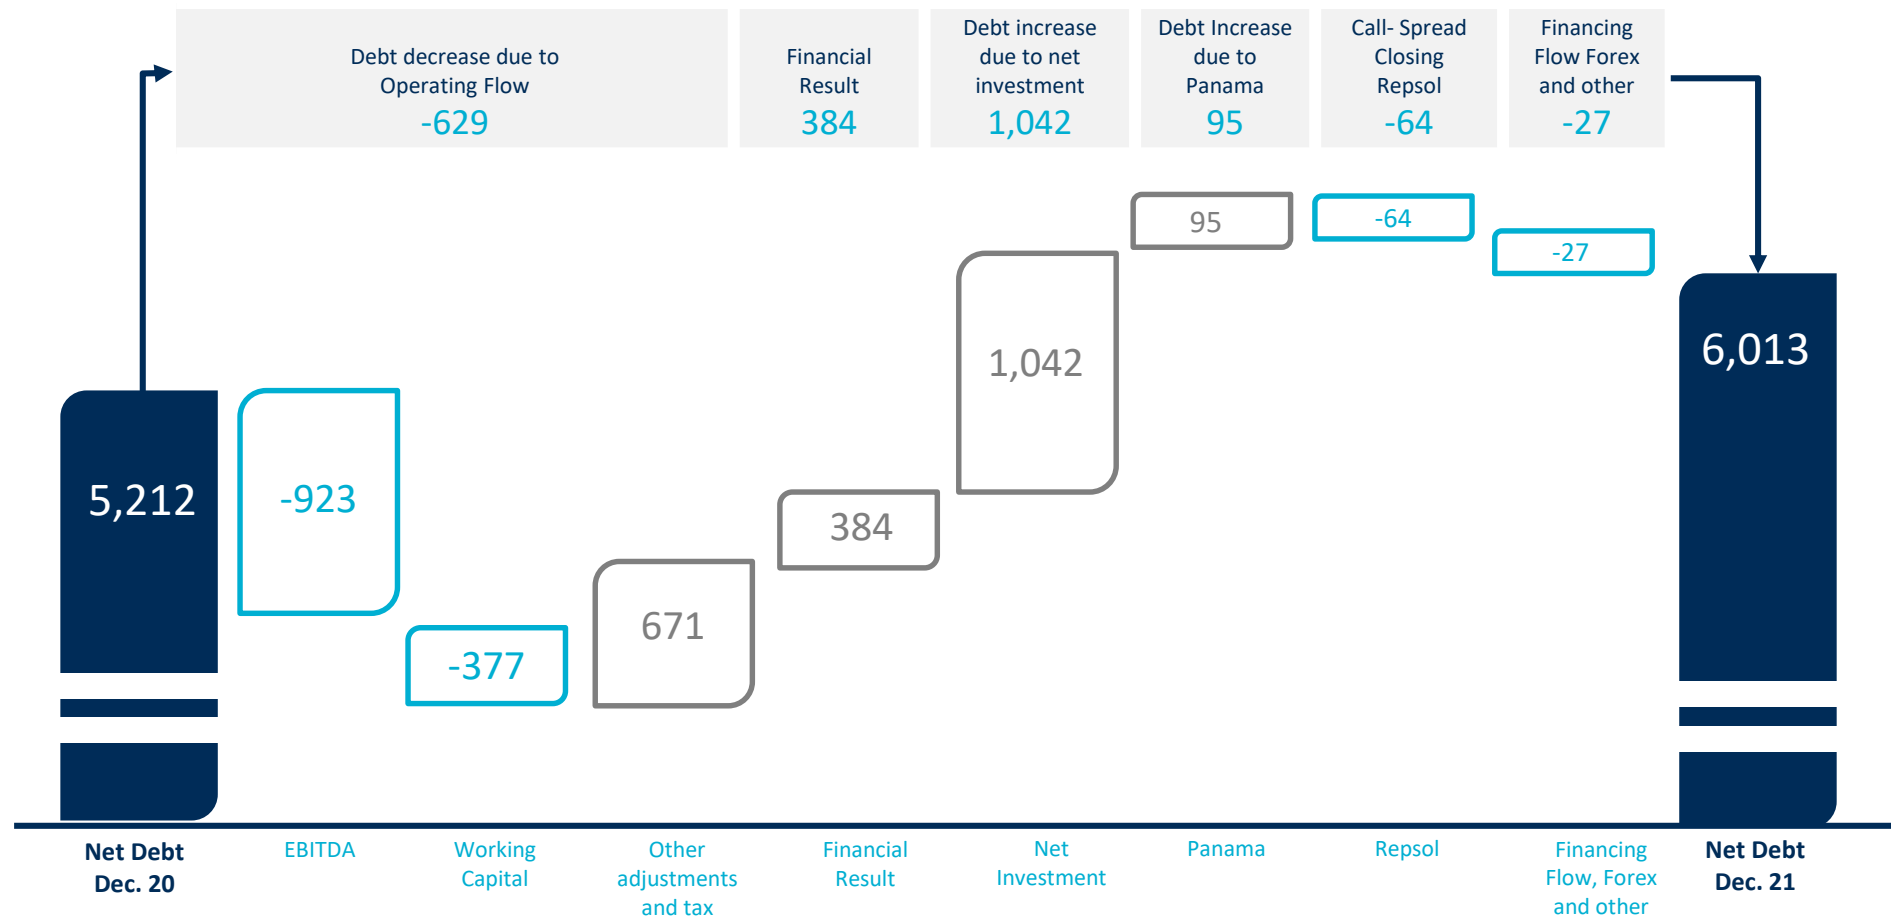 Debt decrease due to
Operating Flow
-629
Financial
Result
384
Debt increase
due to net
investment
1,042
Debt Increase
due to
Panama
95
Call- Spread
Closing
Repsol
-64
Financing
Flow Forex
and other
-27
5,212
-923
-377
671
384
1,042
95
-64
-27
6,013
Net Debt
Dec. 20
EBITDA
Working
Capital
Other
adjustments
and tax
Financial
Result
Net
Investment
Panama
Repsol
Financing
Flow, Forex
and other
Net Debt
Dec. 21